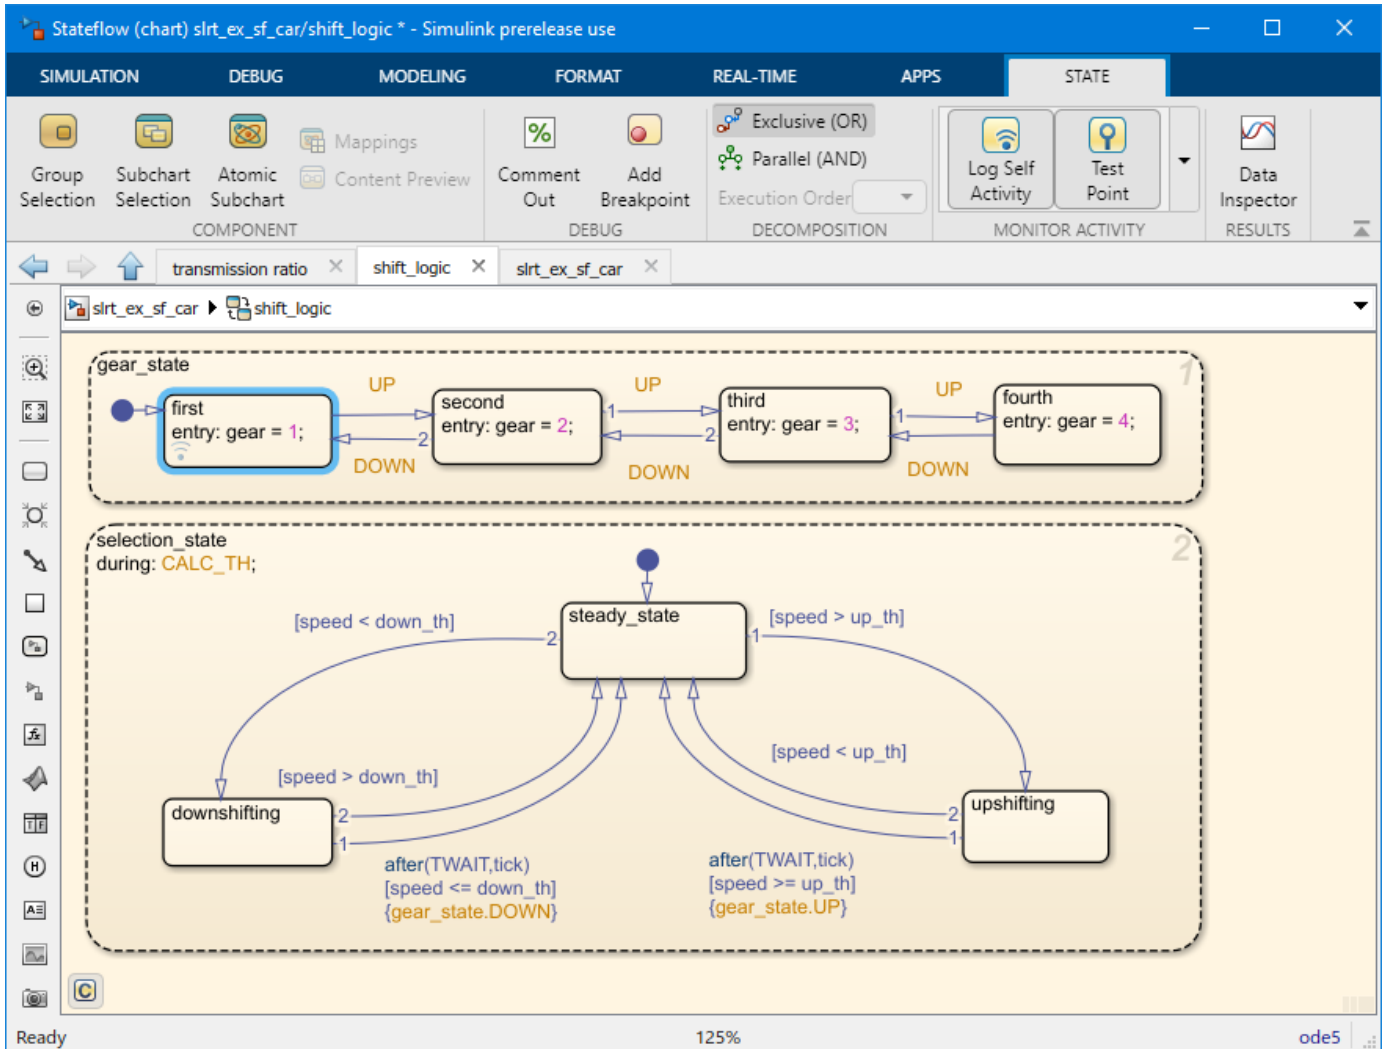 Stateflow (chart) slrt_ex_sf_car/shift_logic * - Simulink prerelease use
SIMULATION DEBUG MODELING FORMAT REAL-TIME APPS STATE
Group Selection
Subchart Selection
Atomic Subchart
Mappings
Content Preview
COMPONENT
Comment Out
Add Breakpoint
DEBUG
Exclusive (OR)
Parallel (AND)
Execution Order
DECOMPOSITION
Log Self Activity
Test Point
MONITOR ACTIVITY
Data Inspector
RESULTS
transmission ratio shift_logic slrt_ex_sf_car
slrt_ex_sf_car shift_logic
gear_state
1
first
entry: gear = 1;
UP
DOWN
second
entry: gear = 2;
1
2
UP
DOWN
third
entry: gear = 3;
1
2
UP
DOWN
fourth
entry: gear = 4;
selection_state
during: CALC_TH;
2
steady_state
[speed < down_th]
2
[speed > up_th]
1
[speed > down_th]
[speed < up_th]
downshifting
2
1
upshifting
2
1
after(TWAIT,tick)
[speed <= down_th]
{gear_state.DOWN}
after(TWAIT,tick)
[speed >= up_th]
{gear_state.UP}
C
Ready 125% ode5